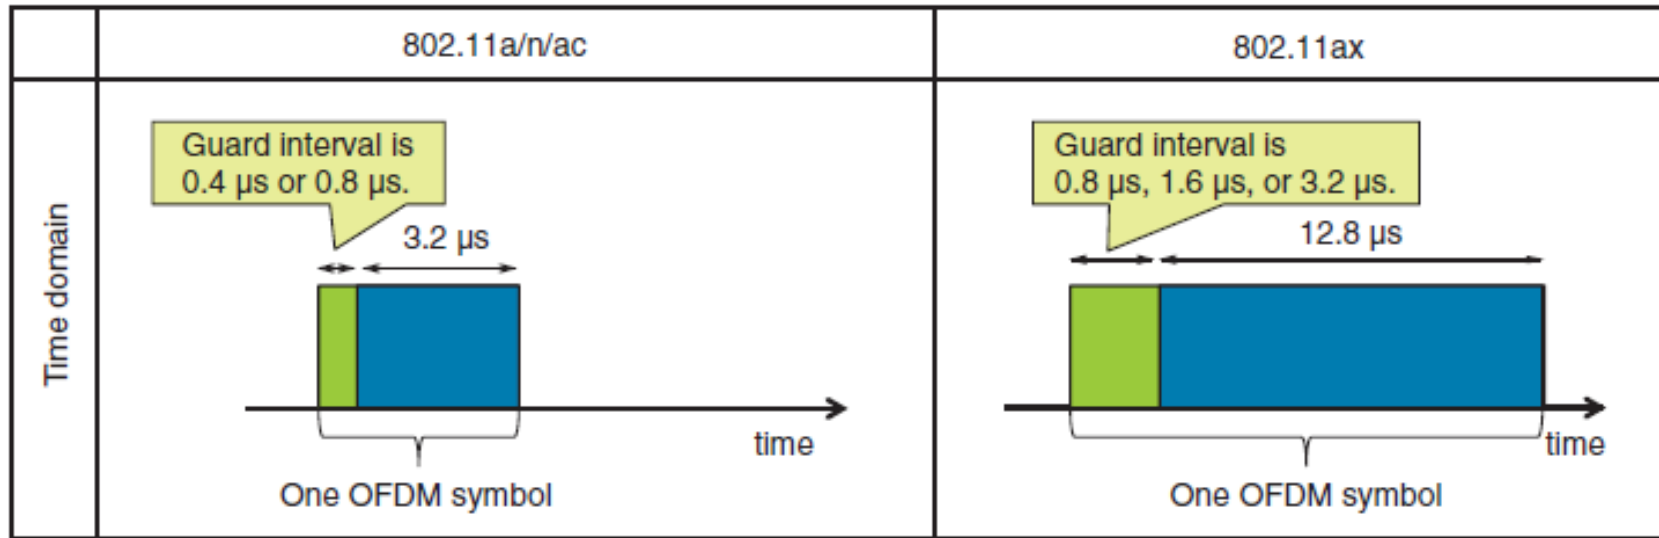 802.11a/n/ac
802.11ax
Time domain
Guard interval is
0.4 µs or 0.8 µs.
3.2 µs
time
One OFDM symbol
Guard interval is
0.8 µs, 1.6 µs, or 3.2 µs.
12.8 µs
time
One OFDM symbol